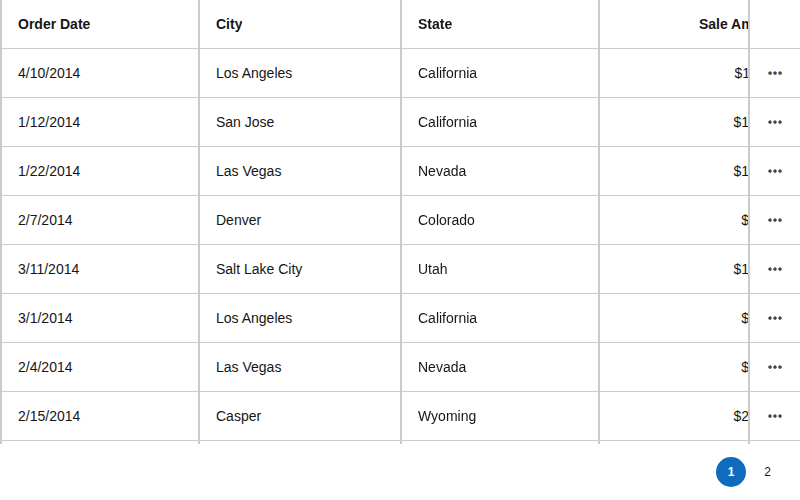 Order Date City State Sale Am
4/10/2014 Los Angeles California $1
1/12/2014 San Jose California $1
1/22/2014 Las Vegas Nevada $1
2/7/2014 Denver Colorado $
3/11/2014 Salt Lake City Utah $1
3/1/2014 Los Angeles California $
2/4/2014 Las Vegas Nevada $
2/15/2014 Casper Wyoming $2
1 2